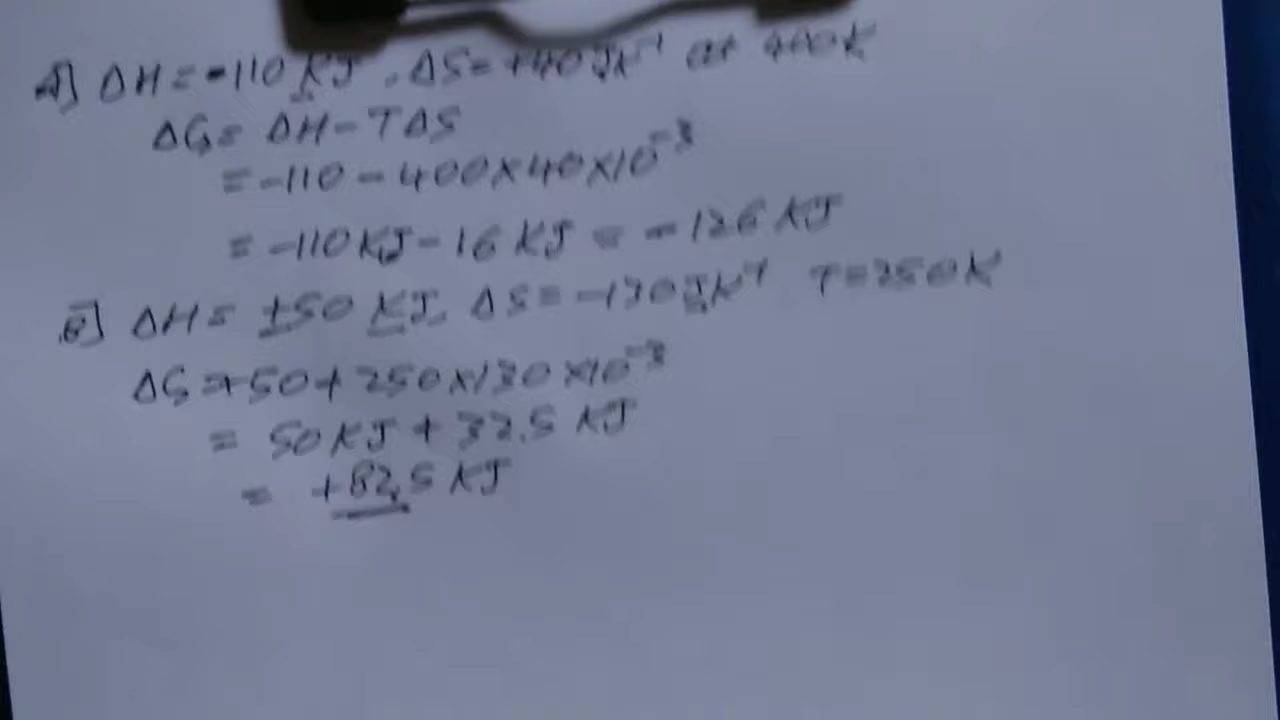 A] ΔH = -110 KJ, ΔS = +40 JK⁻¹ at 400K
ΔG = ΔH - TΔS
= -110 - 400×40×10⁻³
= -110 KJ - 16 KJ = -126 KJ
B] ΔH = +50 KJ, ΔS = -130 JK⁻¹ T = 250K
ΔG = +50 + 250×130×10⁻³
= 50 KJ + 32.5 KJ
= +82.5 KJ